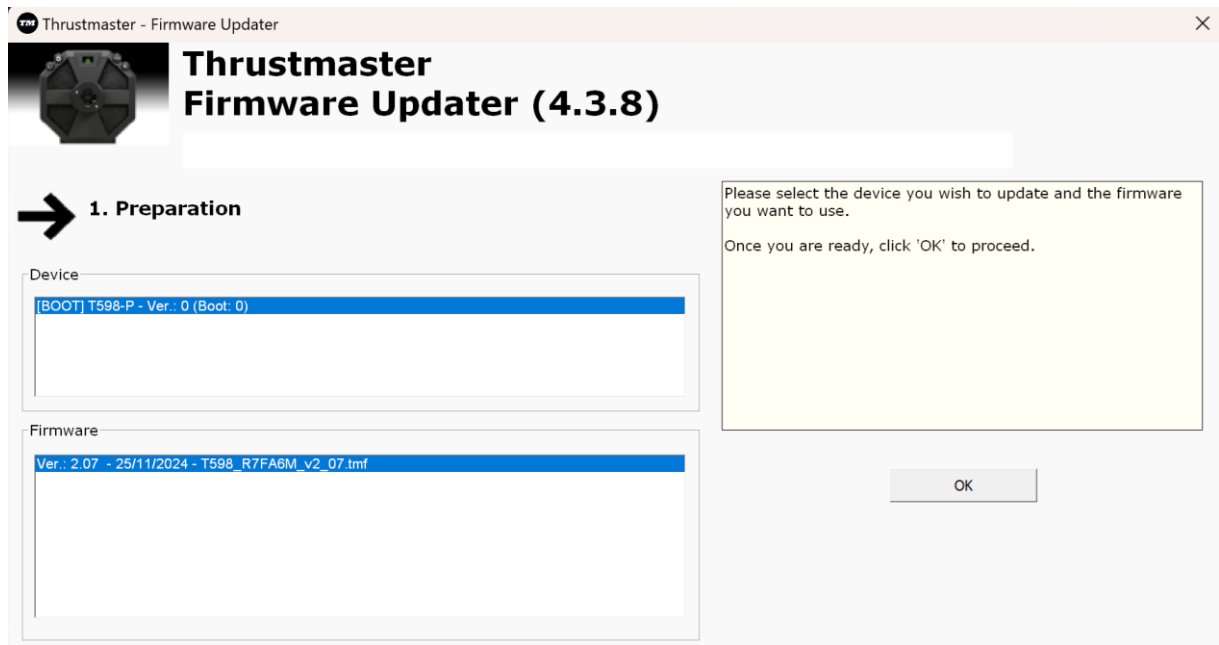 Thrustmaster - Firmware Updater
Thrustmaster
Firmware Updater (4.3.8)
1. Preparation
Please select the device you wish to update and the firmware
you want to use.
Once you are ready, click 'OK' to proceed.
Device
[BOOT] T598-P - Ver.: 0 (Boot: 0)
Firmware
Ver.: 2.07 - 25/11/2024 - T598_R7FA6M_v2_07.tmf
OK